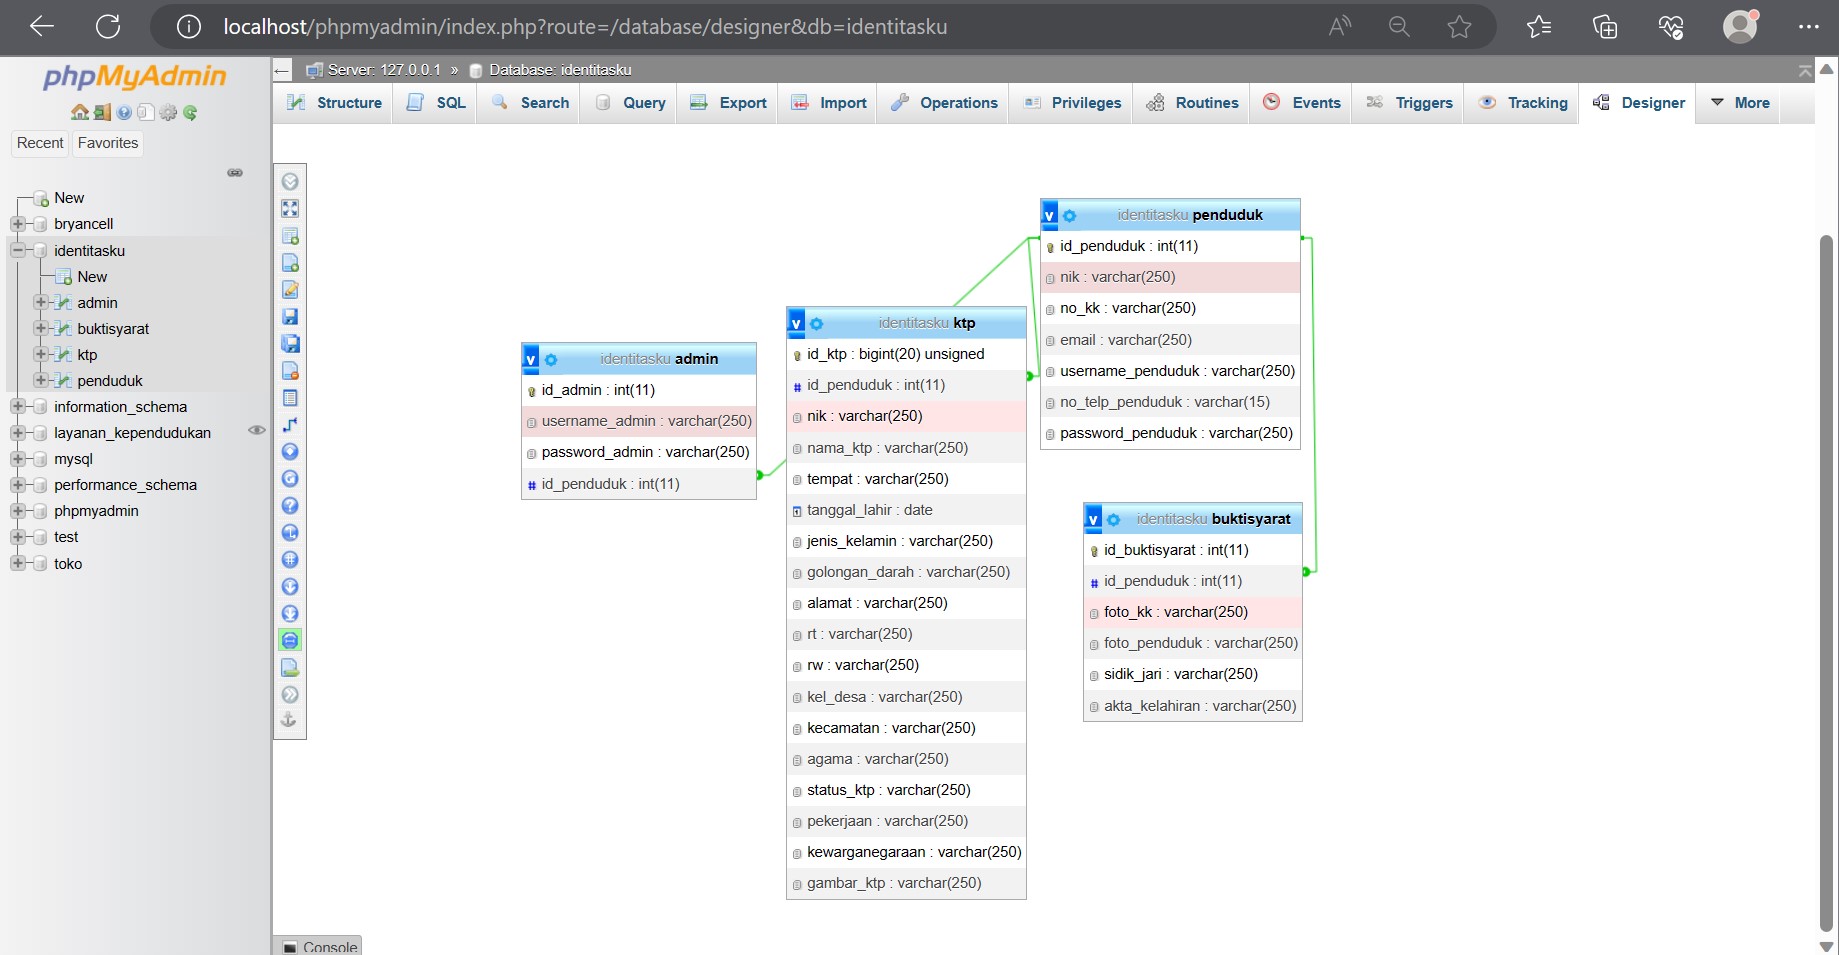 localhost/phpmyadmin/index.php?route=/database/designer&db=identitasku
phpMyAdmin
Recent Favorites
New
bryancell
identitasku
New
admin
buktisyarat
ktp
penduduk
information_schema
layanan_kependudukan
mysql
performance_schema
phpmyadmin
test
toko
Server: 127.0.0.1 » Database: identitasku
Structure SQL Search Query Export Import Operations Privileges Routines Events Triggers Tracking Designer More
identitasku admin
id_admin : int(11)
username_admin : varchar(250)
password_admin : varchar(250)
id_penduduk : int(11)
identitasku ktp
id_ktp : bigint(20) unsigned
id_penduduk : int(11)
nik : varchar(250)
nama_ktp : varchar(250)
tempat : varchar(250)
tanggal_lahir : date
jenis_kelamin : varchar(250)
golongan_darah : varchar(250)
alamat : varchar(250)
rt : varchar(250)
rw : varchar(250)
kel_desa : varchar(250)
kecamatan : varchar(250)
agama : varchar(250)
status_ktp : varchar(250)
pekerjaan : varchar(250)
kewarganegaraan : varchar(250)
gambar_ktp : varchar(250)
identitasku penduduk
id_penduduk : int(11)
nik : varchar(250)
no_kk : varchar(250)
email : varchar(250)
username_penduduk : varchar(250)
no_telp_penduduk : varchar(15)
password_penduduk : varchar(250)
identitasku buktisyarat
id_buktisyarat : int(11)
id_penduduk : int(11)
foto_kk : varchar(250)
foto_penduduk : varchar(250)
sidik_jari : varchar(250)
akta_kelahiran : varchar(250)
Console